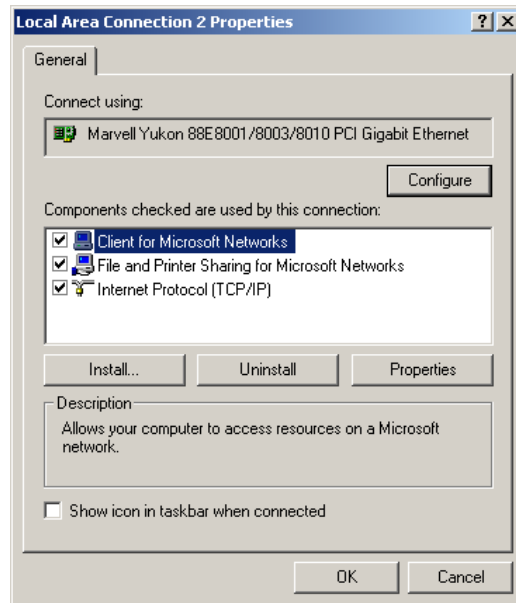 Local Area Connection 2 Properties
General
Connect using:
Marvell Yukon 88E8001/8003/8010 PCI Gigabit Ethernet
Configure
Components checked are used by this connection:
Client for Microsoft Networks
File and Printer Sharing for Microsoft Networks
Internet Protocol (TCP/IP)
Install... Uninstall Properties
Description
Allows your computer to access resources on a Microsoft
network.
Show icon in taskbar when connected
OK Cancel